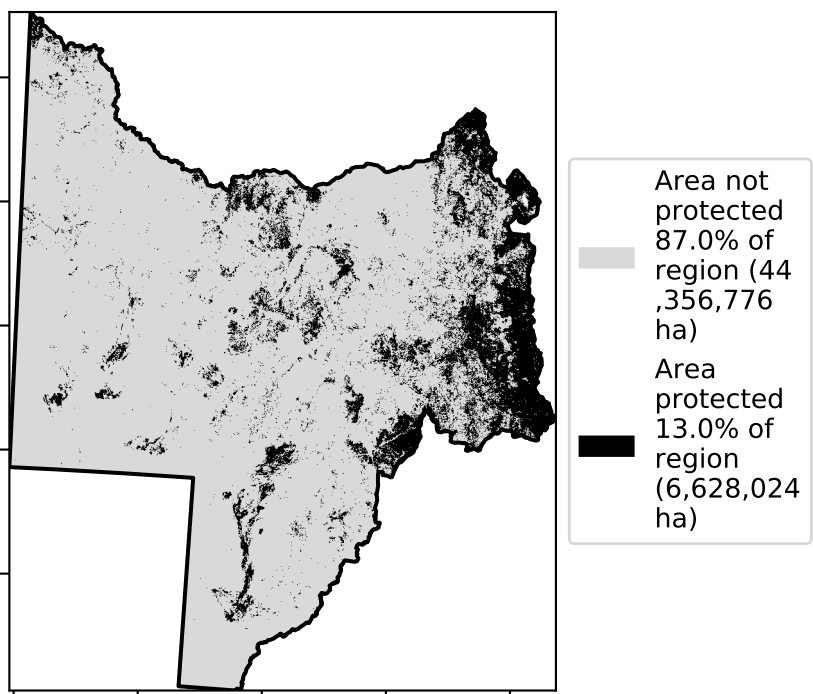 Area not
protected
87.0% of
region (44
,356,776
ha)
Area
protected
13.0% of
region
(6,628,024
ha)